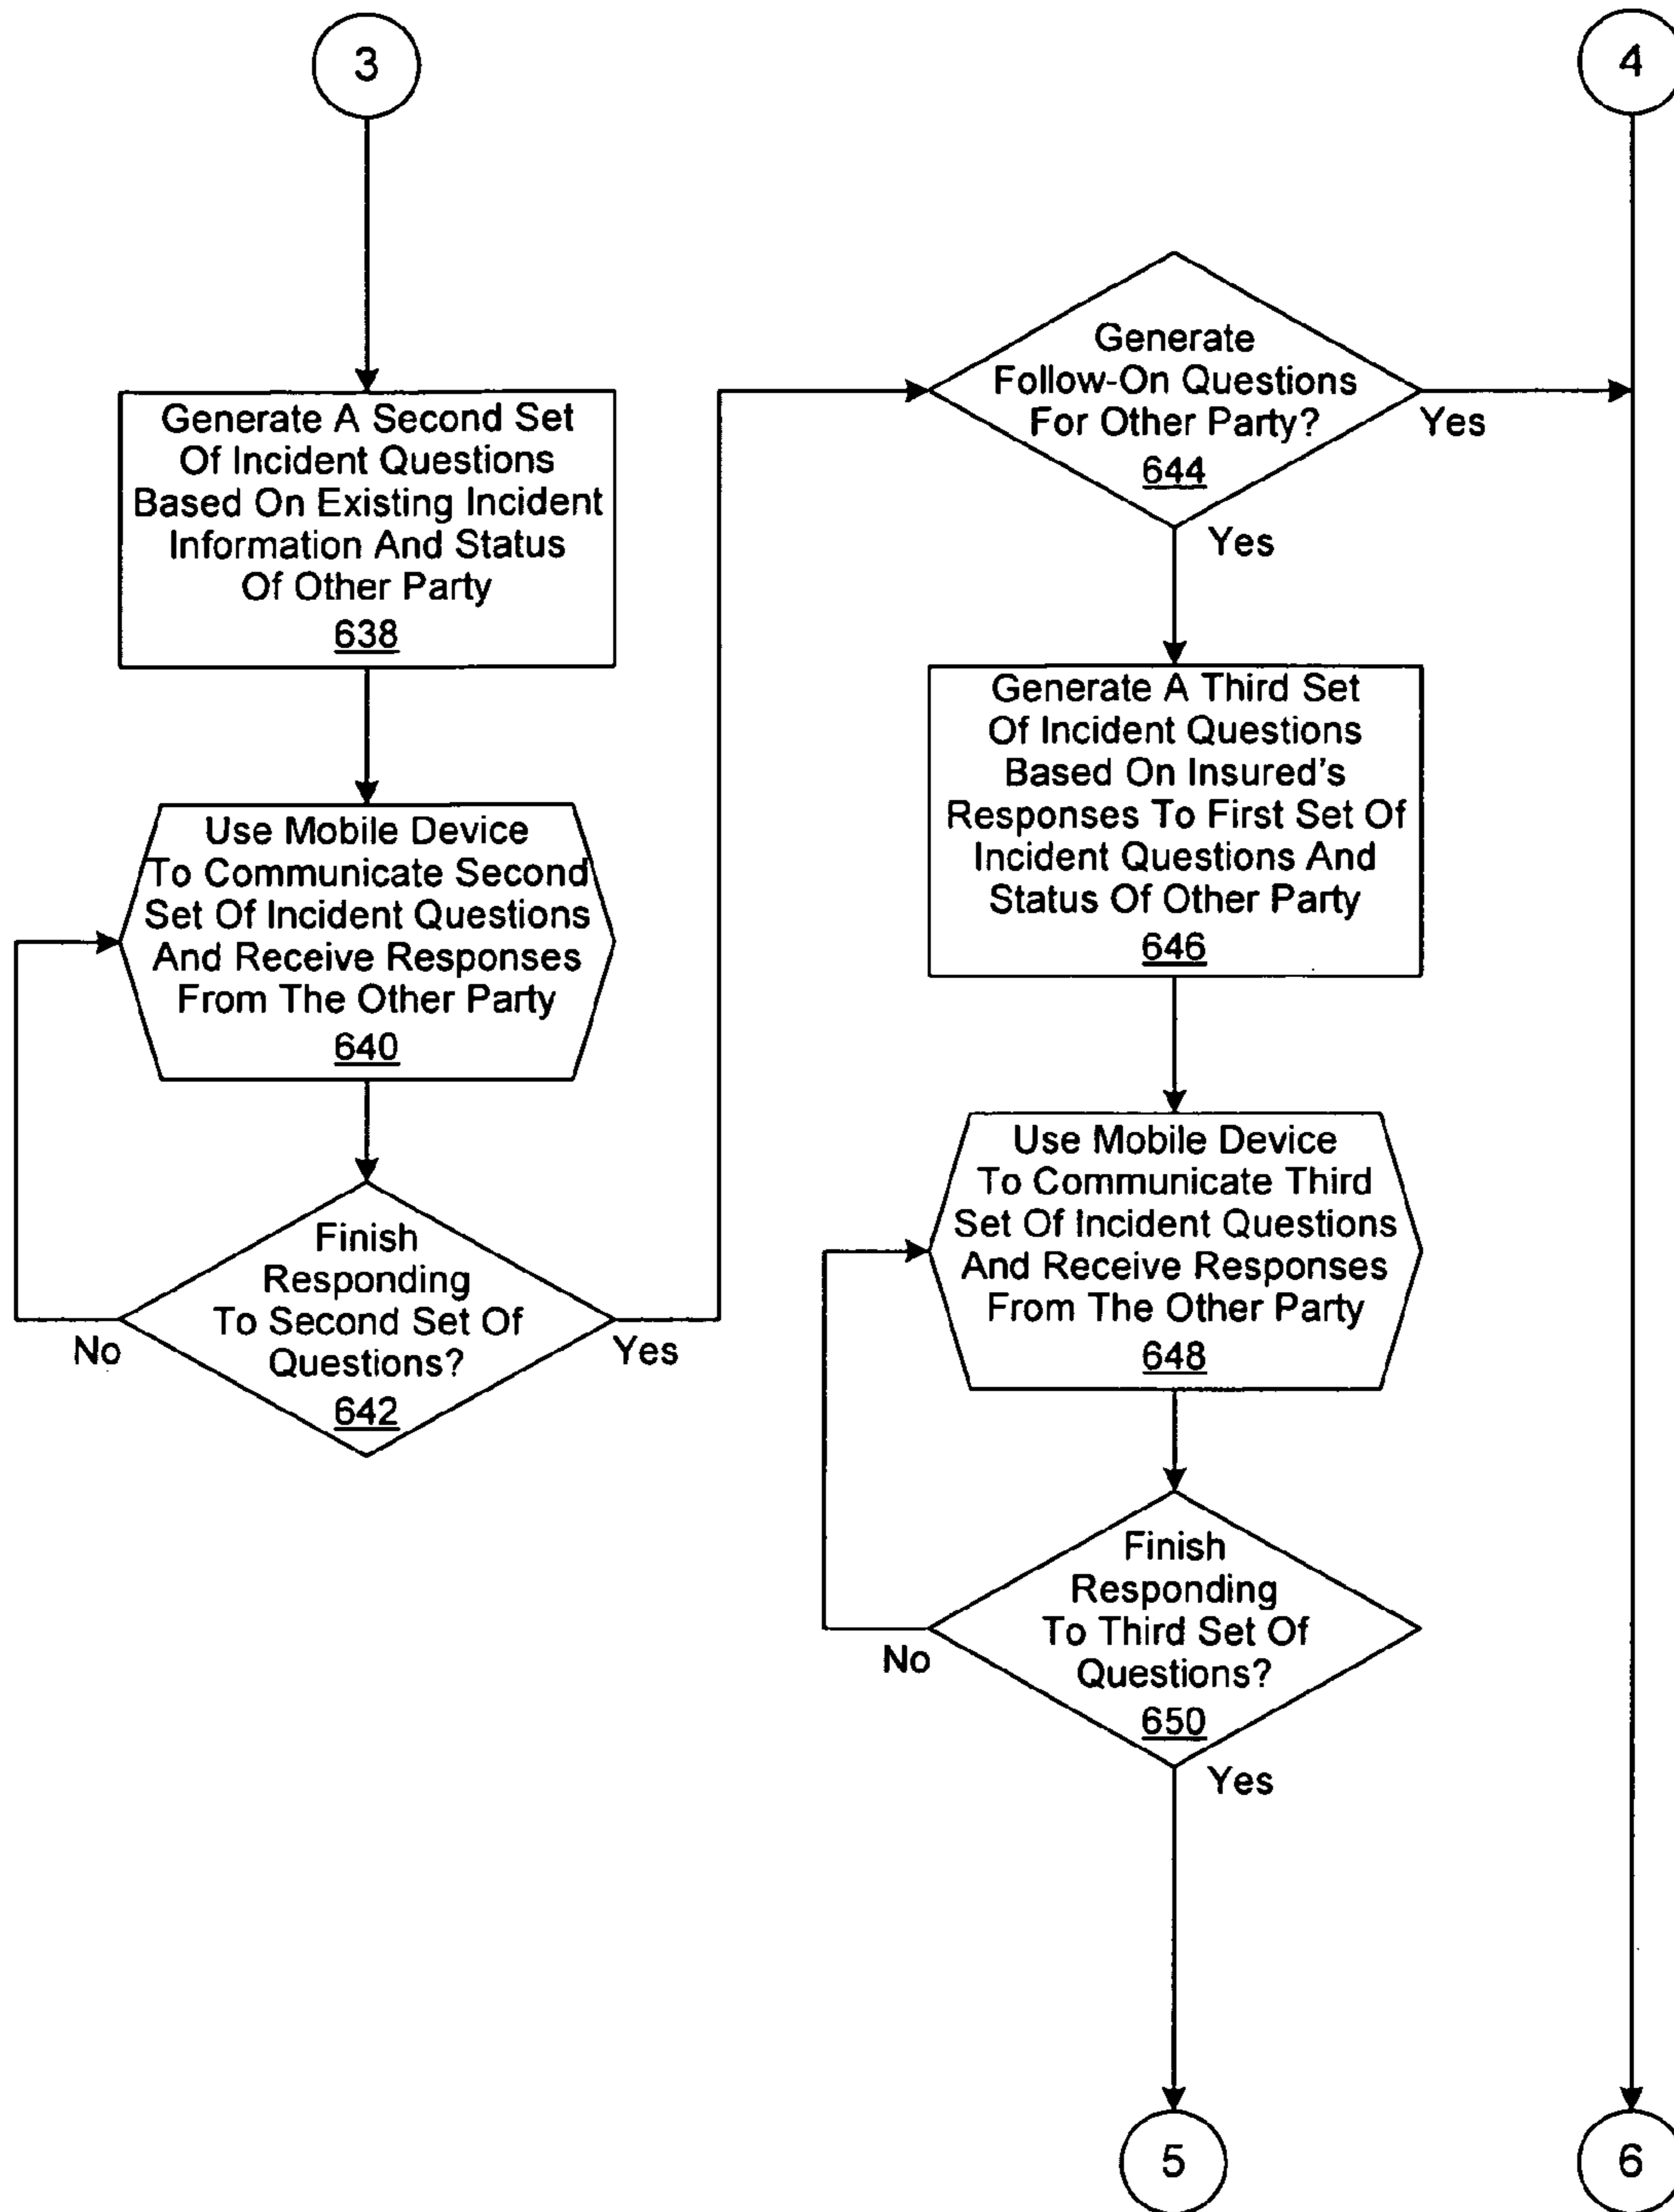 3
4
Generate A Second Set
Of Incident Questions
Based On Existing Incident
Information And Status
Of Other Party
638
Use Mobile Device
To Communicate Second
Set Of Incident Questions
And Receive Responses
From The Other Party
640
Finish
Responding
To Second Set Of
Questions?
642
No
Yes
Generate
Follow-On Questions
For Other Party?
644
Yes
Yes
Generate A Third Set
Of Incident Questions
Based On Insured's
Responses To First Set Of
Incident Questions And
Status Of Other Party
646
Use Mobile Device
To Communicate Third
Set Of Incident Questions
And Receive Responses
From The Other Party
648
Finish
Responding
To Third Set Of
Questions?
650
No
Yes
5
6